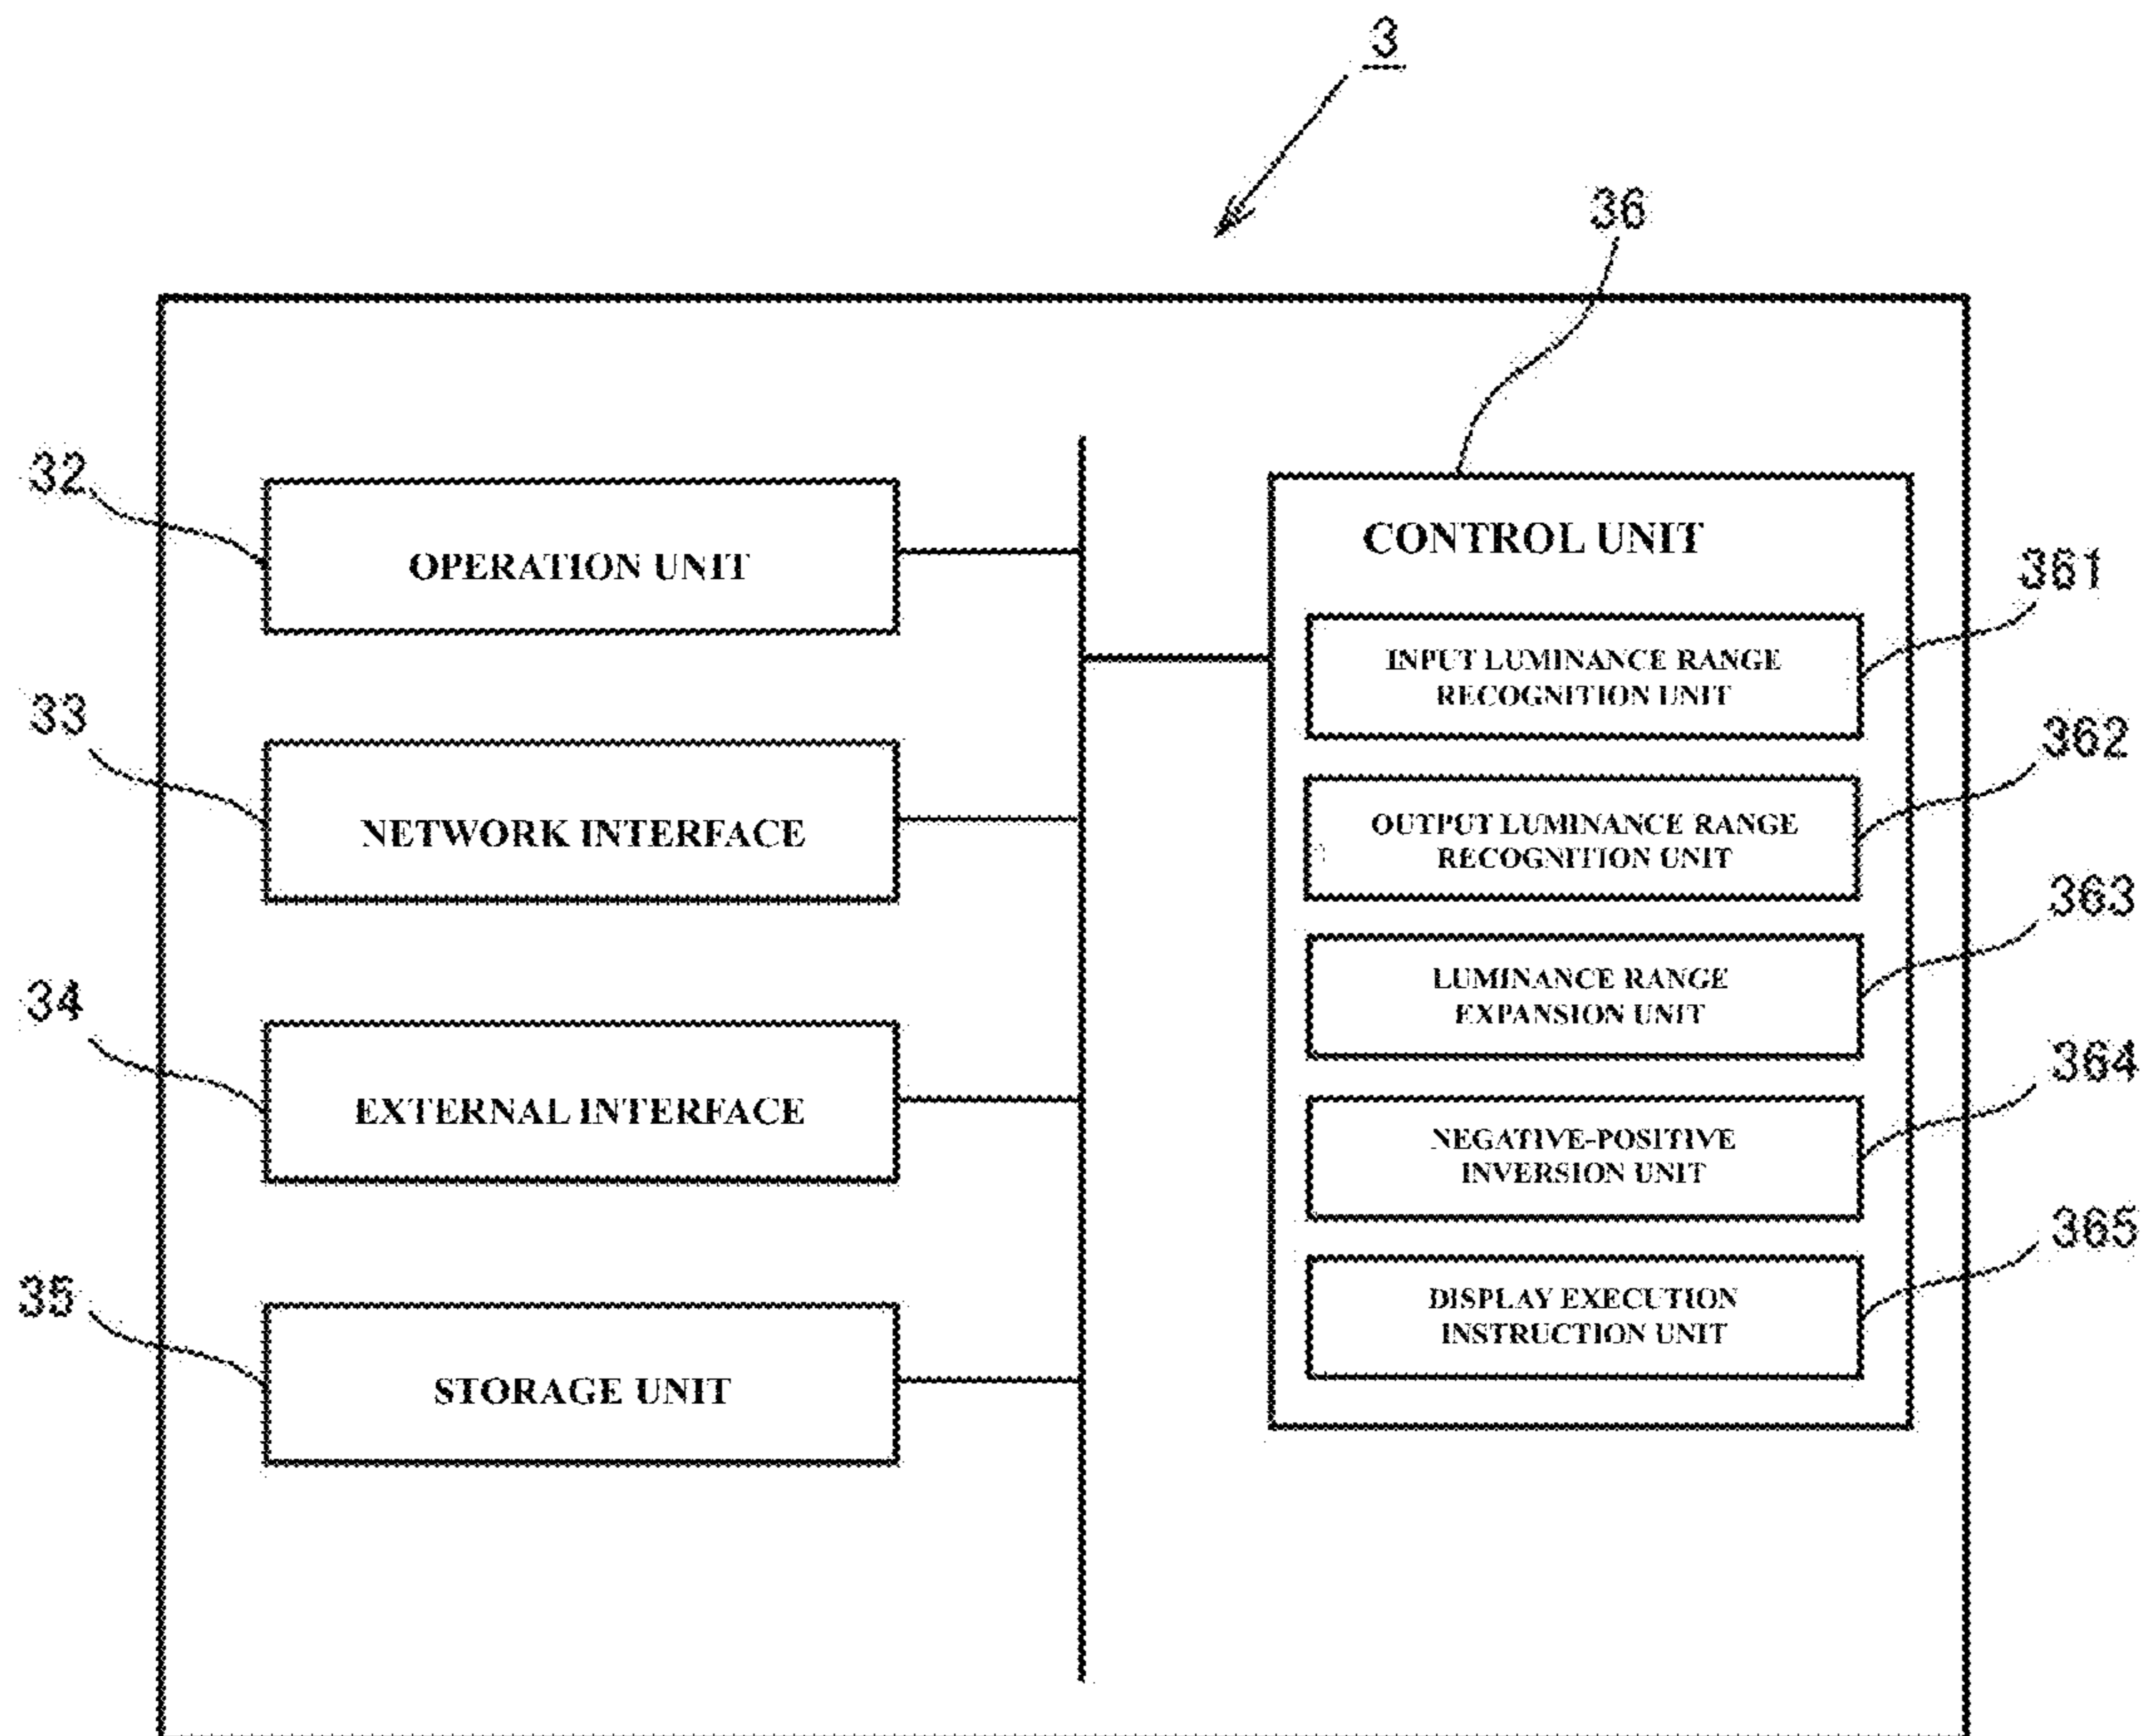 3
36
32
OPERATION UNIT
33
NETWORK INTERFACE
34
EXTERNAL INTERFACE
35
STORAGE UNIT
CONTROL UNIT
361
INPUT LUMINANCE RANGE
RECOGNITION UNIT
362
OUTPUT LUMINANCE RANGE
RECOGNITION UNIT
363
LUMINANCE RANGE
EXPANSION UNIT
364
NEGATIVE-POSITIVE
INVERSION UNIT
365
DISPLAY EXECUTION
INSTRUCTION UNIT